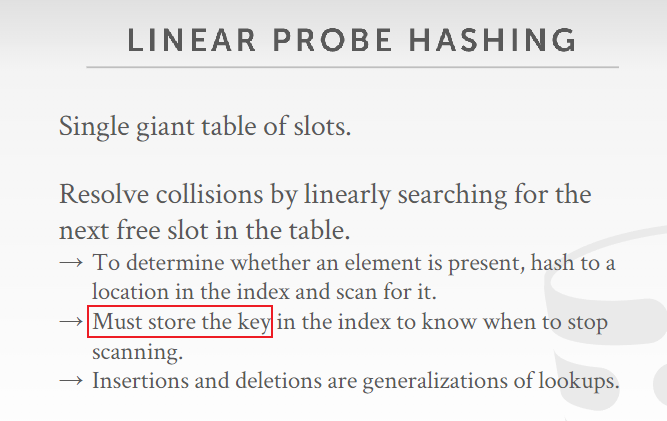 LINEAR PROBE HASHING
Single giant table of slots.
Resolve collisions by linearly searching for the
next free slot in the table.
→ To determine whether an element is present, hash to a
location in the index and scan for it.
→ Must store the key in the index to know when to stop
scanning.
→ Insertions and deletions are generalizations of lookups.